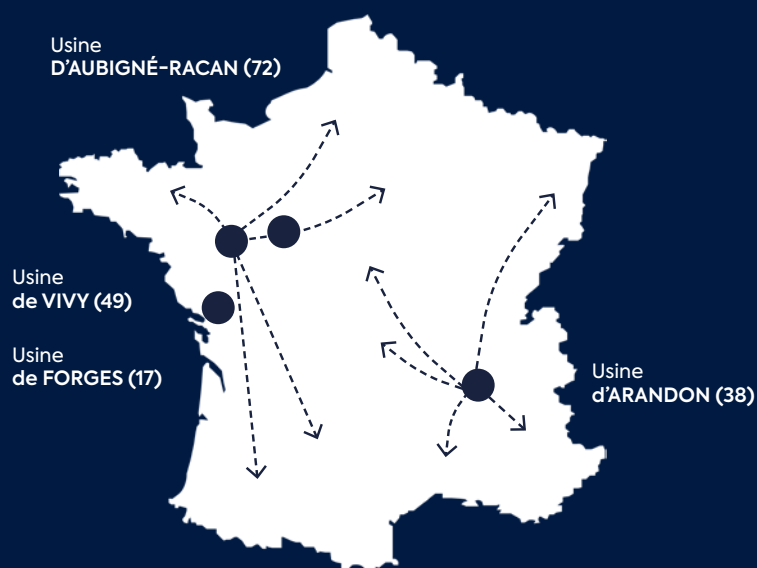 Usine
D'AUBIGNÉ-RACAN (72)
Usine
de VIVY (49)
Usine
de FORGES (17)
Usine
d'ARANDON (38)